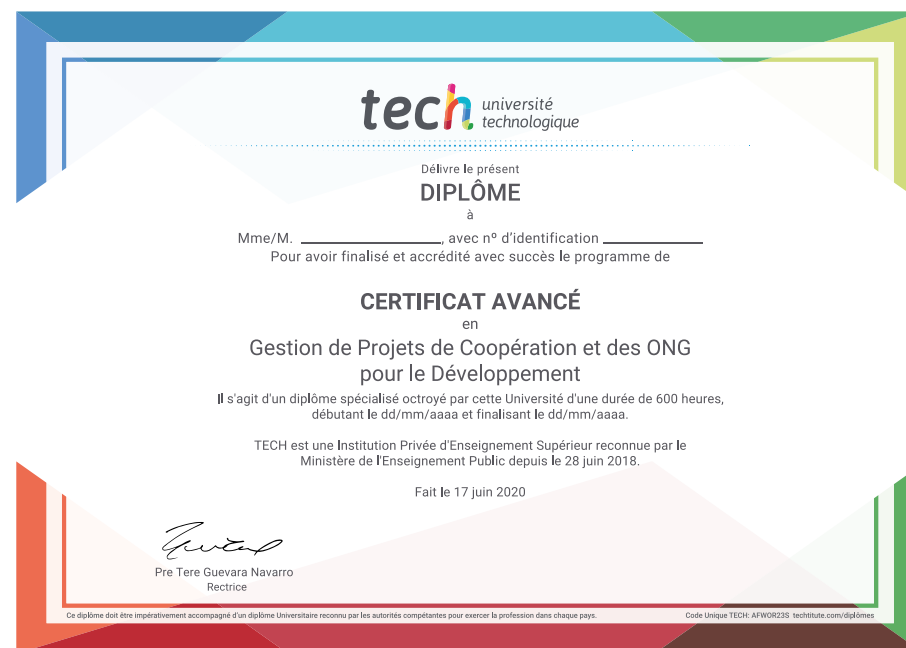 tech université
technologique
Délivre le présent
DIPLÔME
à
Mme/M. ____________________, avec nº d'identification ______________
Pour avoir finalisé et accrédité avec succès le programme de
CERTIFICAT AVANCÉ
en
Gestion de Projets de Coopération et des ONG
pour le Développement
Il s'agit d'un diplôme spécialisé octroyé par cette Université d'une durée de 600 heures,
débutant le dd/mm/aaaa et finalisant le dd/mm/aaaa.
TECH est une Institution Privée d'Enseignement Supérieur reconnue par le
Ministère de l'Enseignement Public depuis le 28 juin 2018.
Fait le 17 juin 2020
Pre Tere Guevara Navarro
Rectrice
Ce diplôme doit être impérativement accompagné d'un diplôme Universitaire reconnu par les autorités compétentes pour exercer la profession dans chaque pays.
Code Unique TECH: AFWOR23S techtitute.com/diplômes